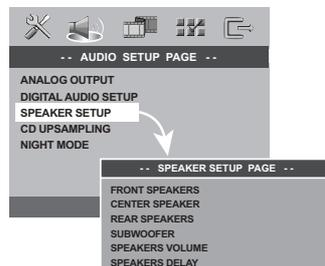 -- AUDIO SETUP PAGE --
ANALOG OUTPUT
DIGITAL AUDIO SETUP
SPEAKER SETUP
CD UPSAMPLING
NIGHT MODE
-- SPEAKER SETUP PAGE --
FRONT SPEAKERS
CENTER SPEAKER
REAR SPEAKERS
SUBWOOFER
SPEAKERS VOLUME
SPEAKERS DELAY